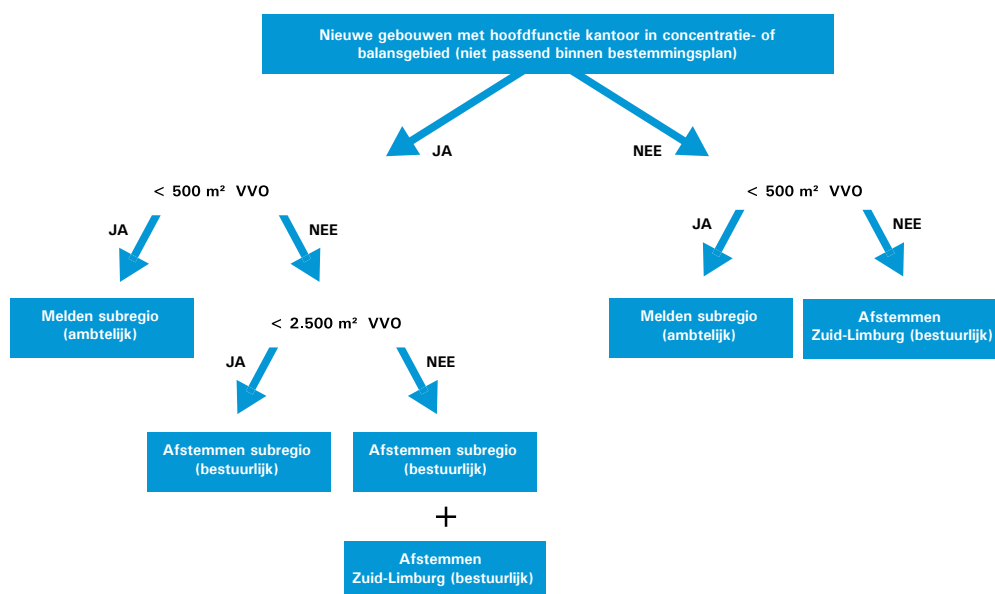 Nieuwe gebouwen met hoofdfunctie kantoor in concentratie- of
balansgebied (niet passend binnen bestemmingsplan)
JA
NEE
< 500 m² VVO
< 500 m² VVO
JA
NEE
JA
NEE
Melden subregio
(ambtelijk)
< 2.500 m² VVO
Melden subregio
(ambtelijk)
Afstemmen
Zuid-Limburg (bestuurlijk)
JA
NEE
Afstemmen subregio
(bestuurlijk)
Afstemmen subregio
(bestuurlijk)
+
Afstemmen
Zuid-Limburg (bestuurlijk)